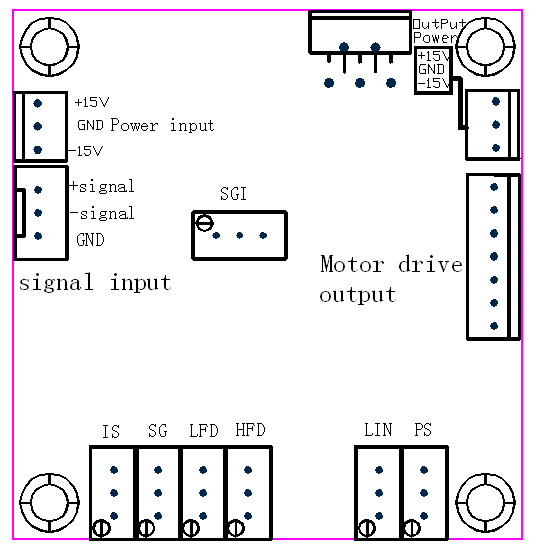 OutPut
Power
+15V
GND
-15V
+15V
GND Power input
-15V
+signal
-signal
GND
signal input
SGI
Motor drive
output
IS SG LFD HFD LIN PS